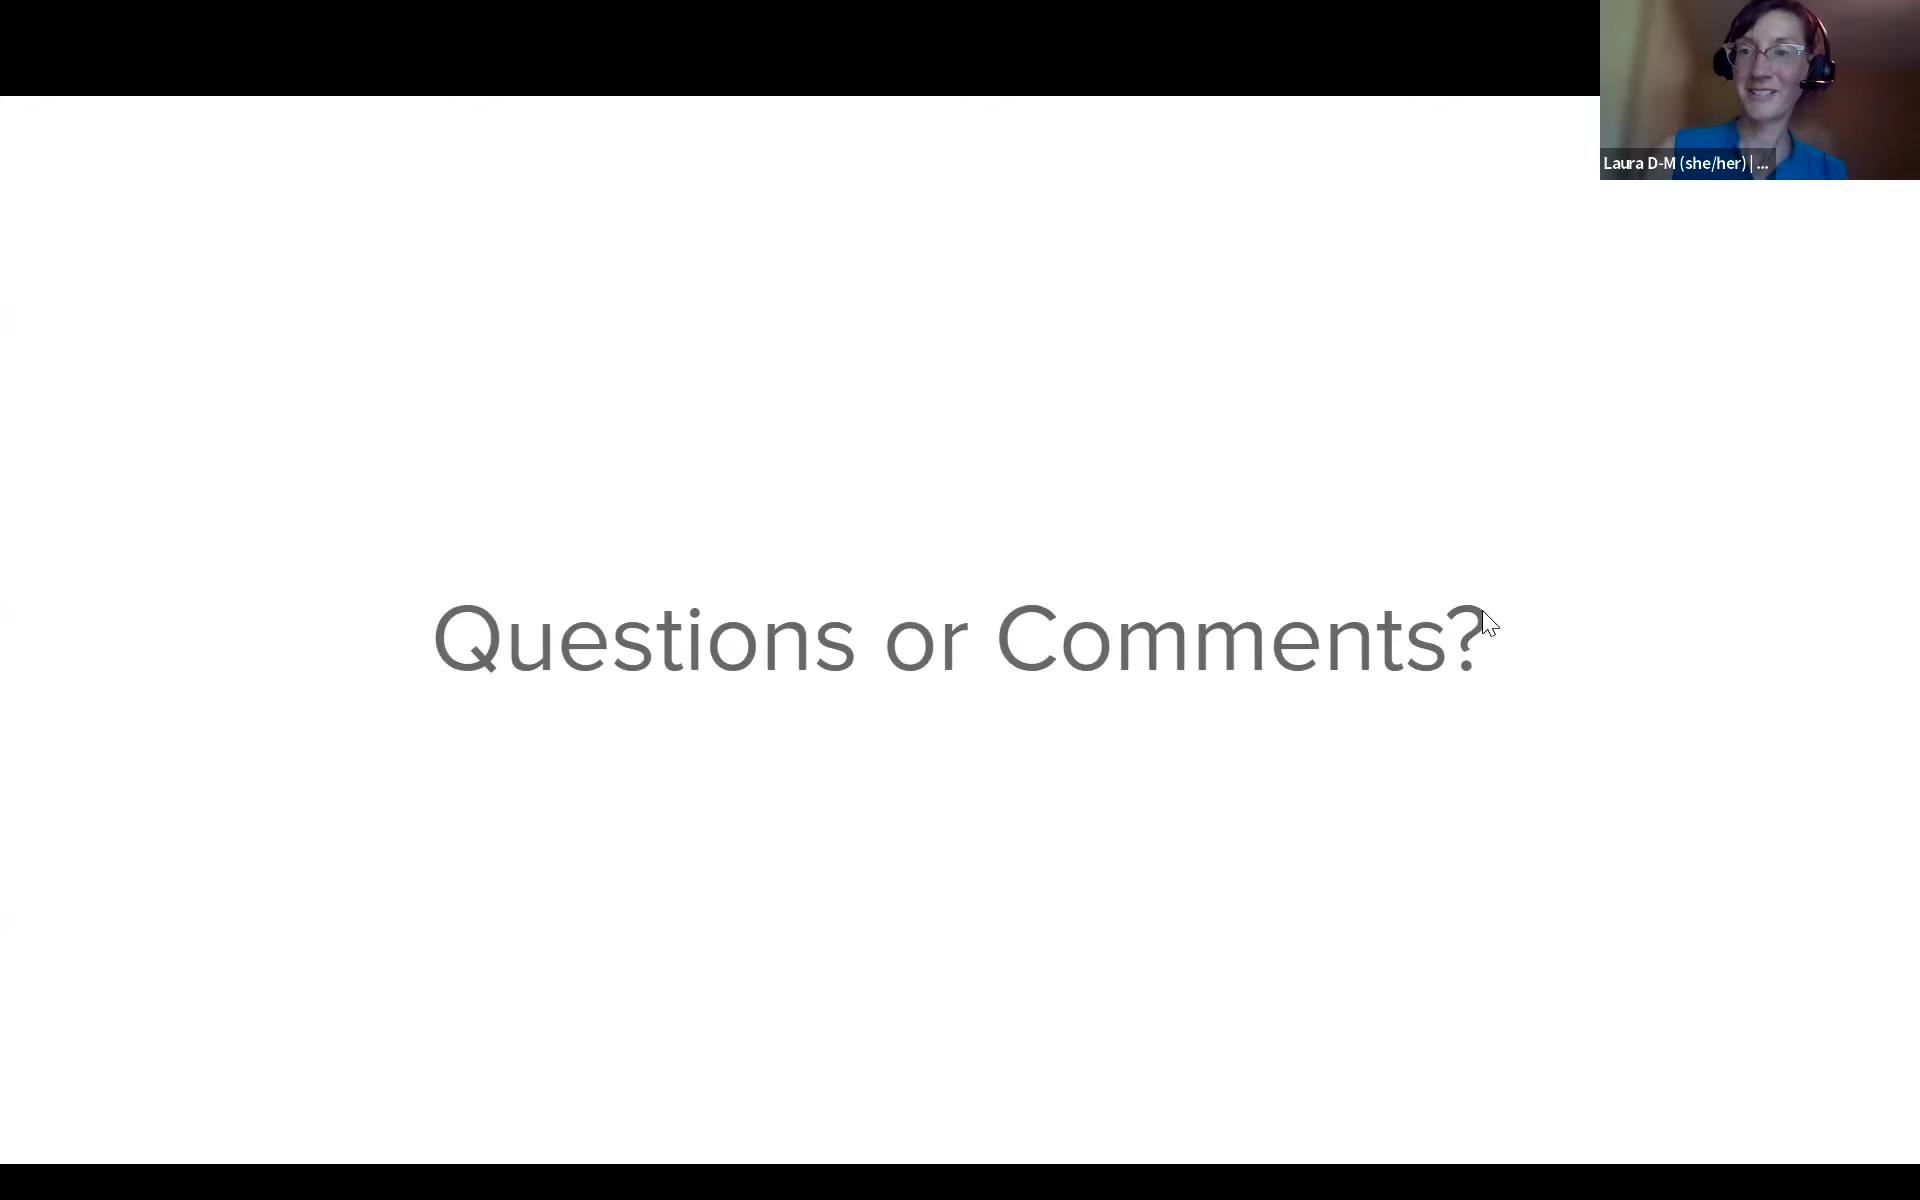 Laura D-M (she/her) | ...
Questions or Comments?